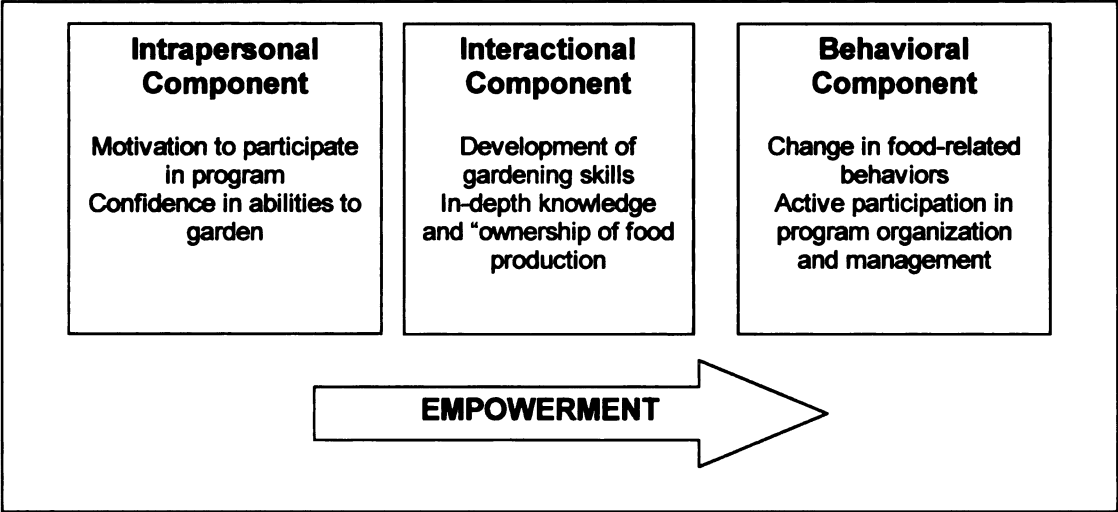 Intrapersonal
Component
Motivation to participate
in program
Confidence in abilities to
garden
Interactional
Component
Development of
gardening skills
In-depth knowledge
and “ownership of food
production
Behavioral
Component
Change in food-related
behaviors
Active participation in
program organization
and management
EMPOWERMENT